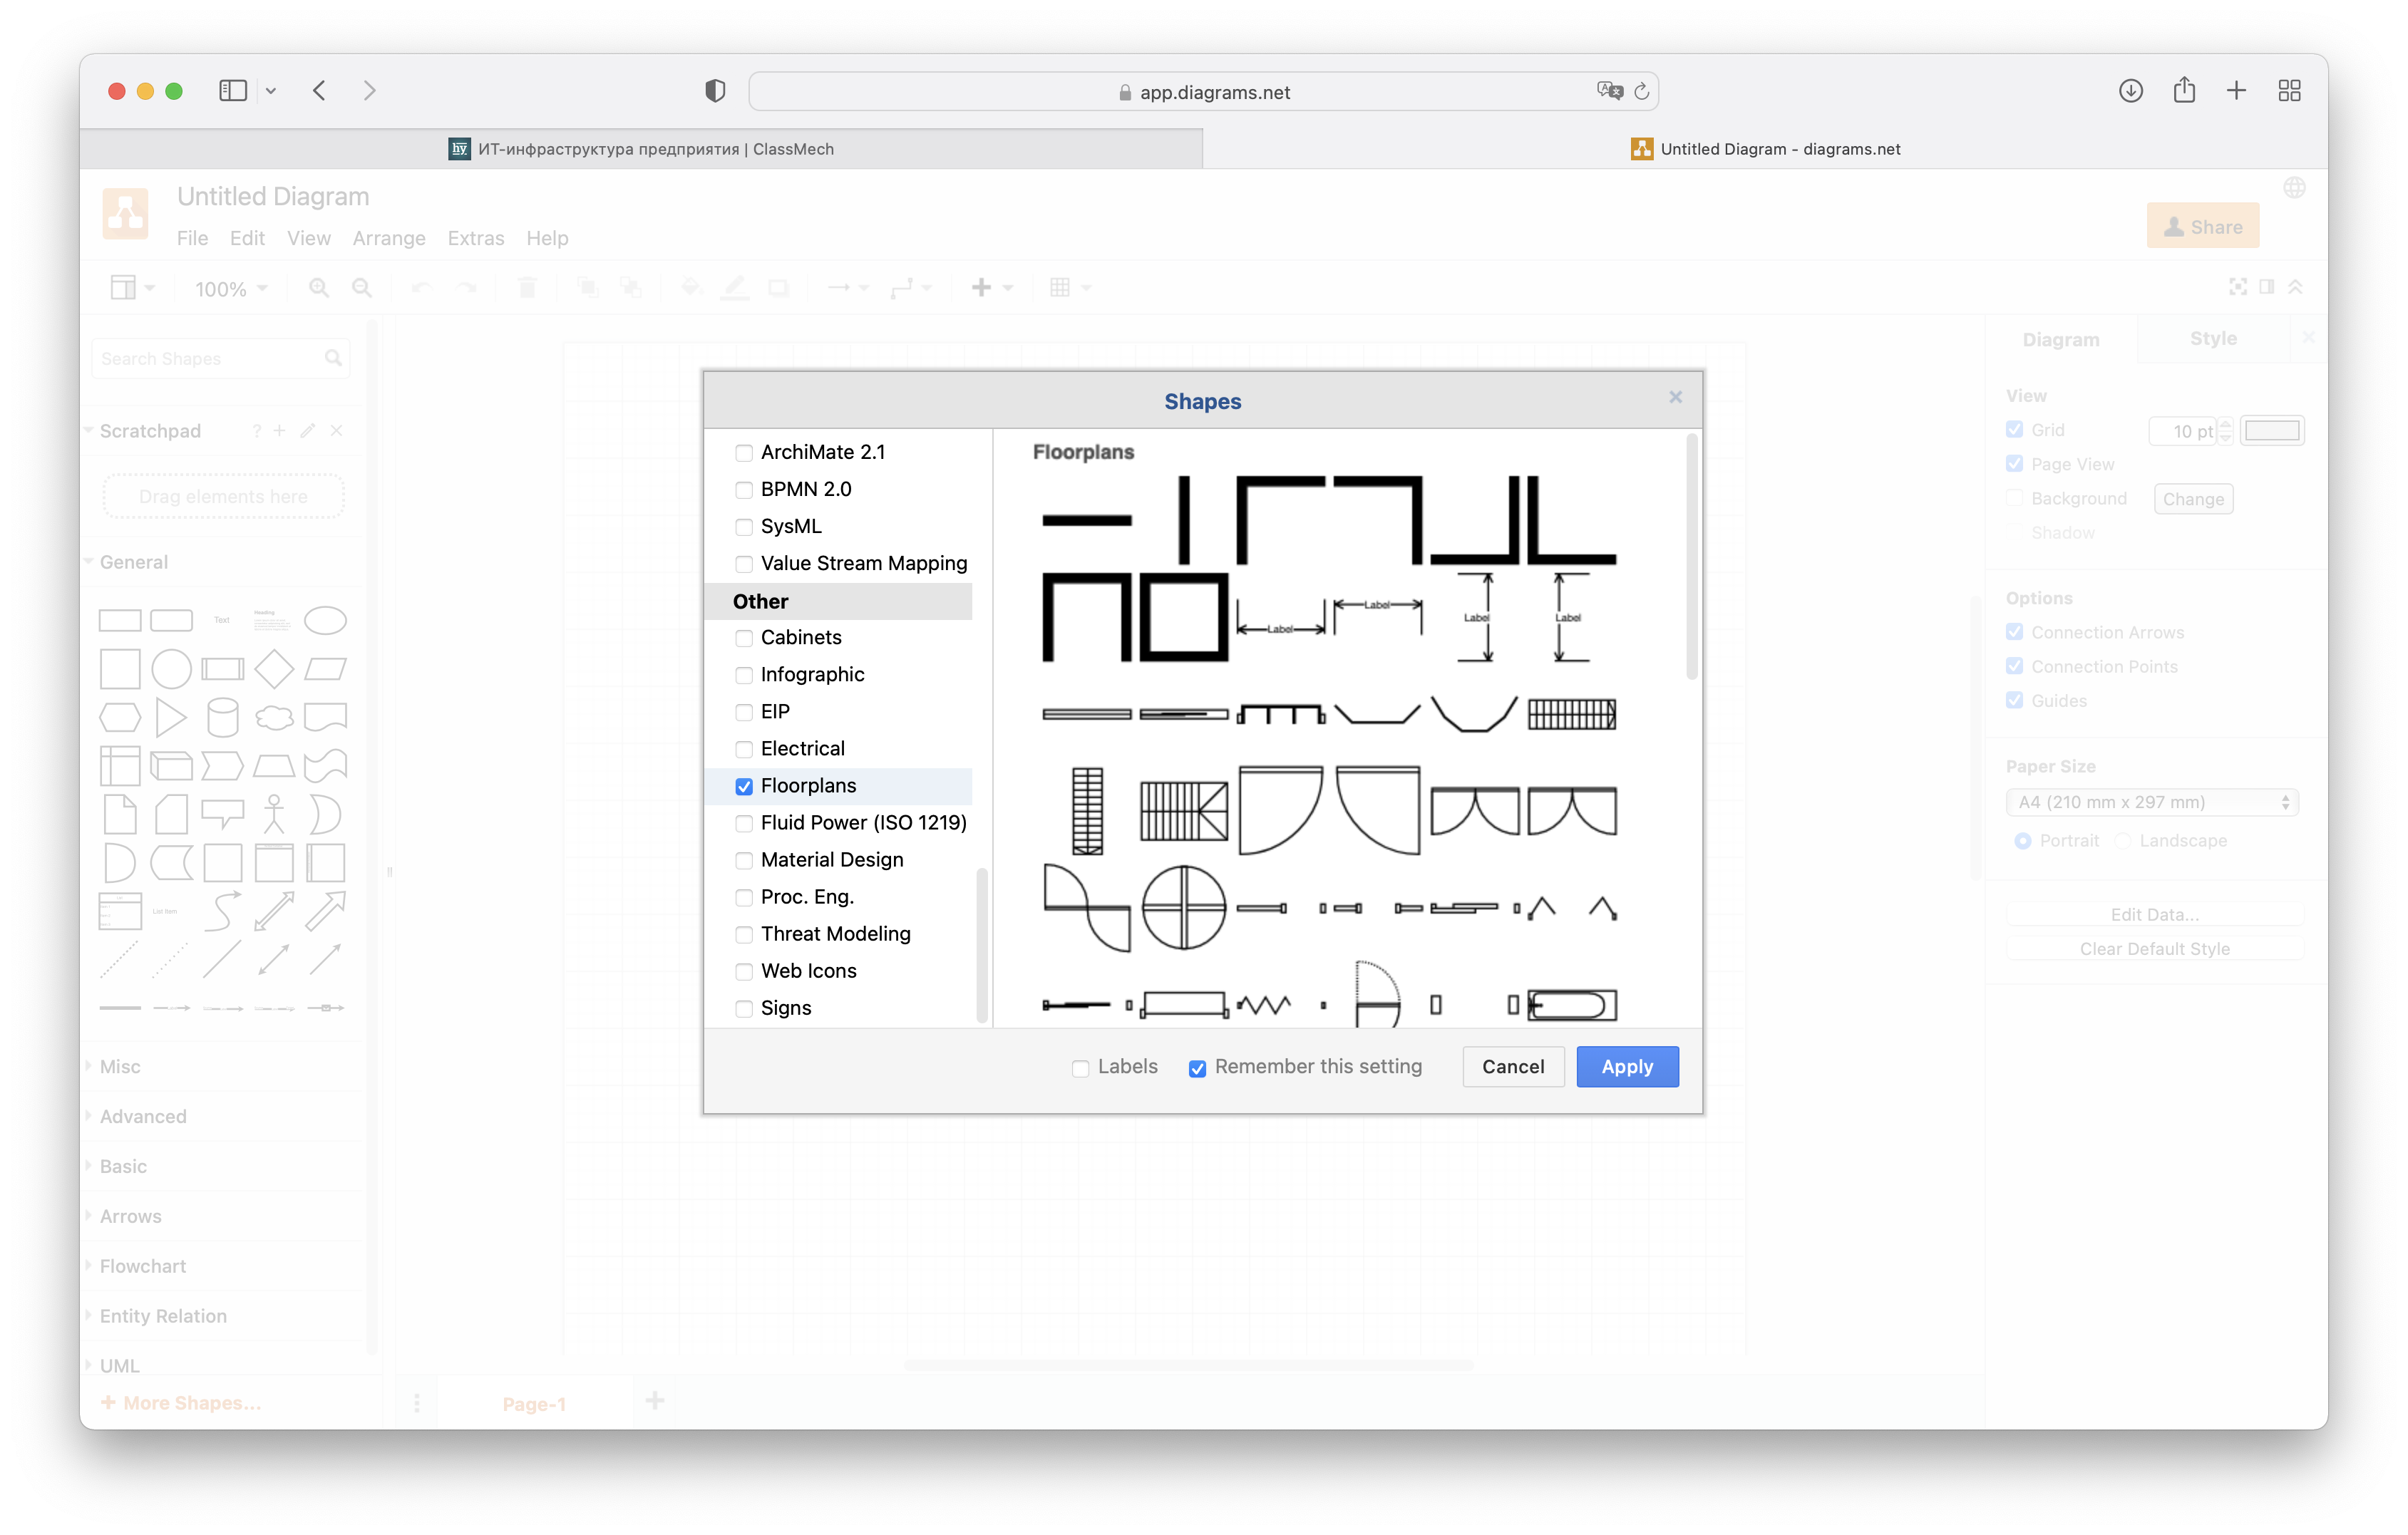 app.diagrams.net
ИТ-инфраструктура предприятия | ClassMech
Untitled Diagram - diagrams.net
Untitled Diagram
File Edit View Arrange Extras Help
Share
100%
Search Shapes
Scratchpad
Drag elements here
General
Text
Heading
List Item
Misc
Advanced
Basic
Arrows
Flowchart
Entity Relation
UML
+ More Shapes...
Page-1
Shapes
ArchiMate 2.1
BPMN 2.0
SysML
Value Stream Mapping
Other
Cabinets
Infographic
EIP
Electrical
Floorplans
Fluid Power (ISO 1219)
Material Design
Proc. Eng.
Threat Modeling
Web Icons
Signs
Floorplans
Label
Label
Label
Label
Labels
Remember this setting
Cancel
Apply
Diagram
Style
View
Grid
10 pt
Page View
Background
Change
Shadow
Options
Connection Arrows
Connection Points
Guides
Paper Size
A4 (210 mm x 297 mm)
Portrait
Landscape
Edit Data...
Clear Default Style